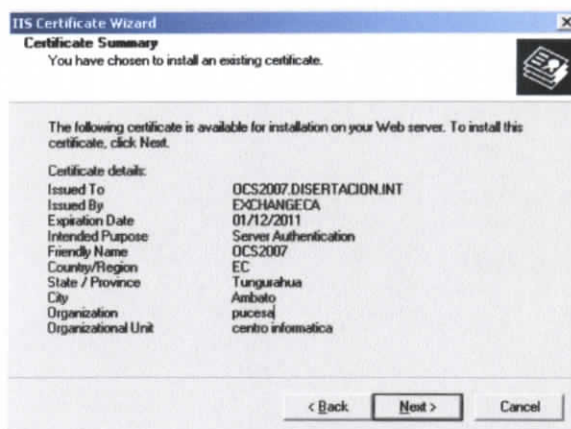 IIS Certificate Wizard
Certificate Summary
You have chosen to install an existing certificate.
The following certificate is available for installation on your Web server. To install this
certificate, click Next.
Certificate details:
Issued To OCS2007.DISERTACION.INT
Issued By EXCHANGECA
Expiration Date 01/12/2011
Intended Purpose Server Authentication
Friendly Name OCS2007
Country/Region EC
State / Province Tungurahua
City Ambato
Organization pucesa
Organizational Unit centro informatica
< Back Next > Cancel